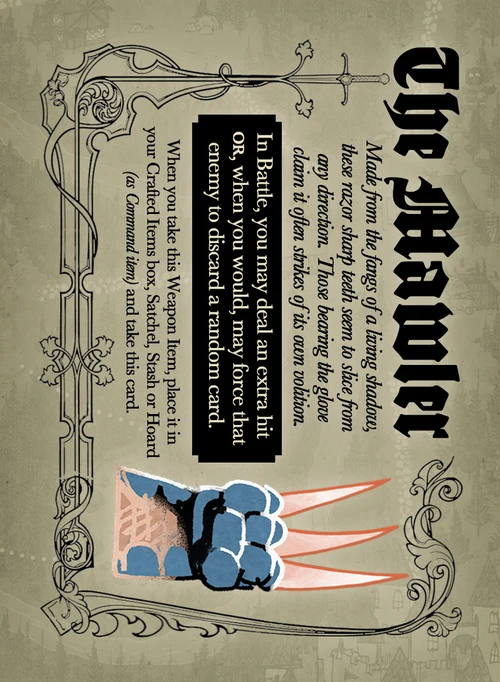 The Mawler
Made from the fangs of a living shadow,
these razor sharp teeth seem to slice from
any direction. Those bearing the glove
claim it often strikes of its own volition.
In Battle, you may deal an extra hit
OR, when you would, may force that
enemy to discard a random card.
When you take this Weapon Item, place it in
your Crafted Items box, Satchel, Stash or Hoard
(as Command item) and take this card.